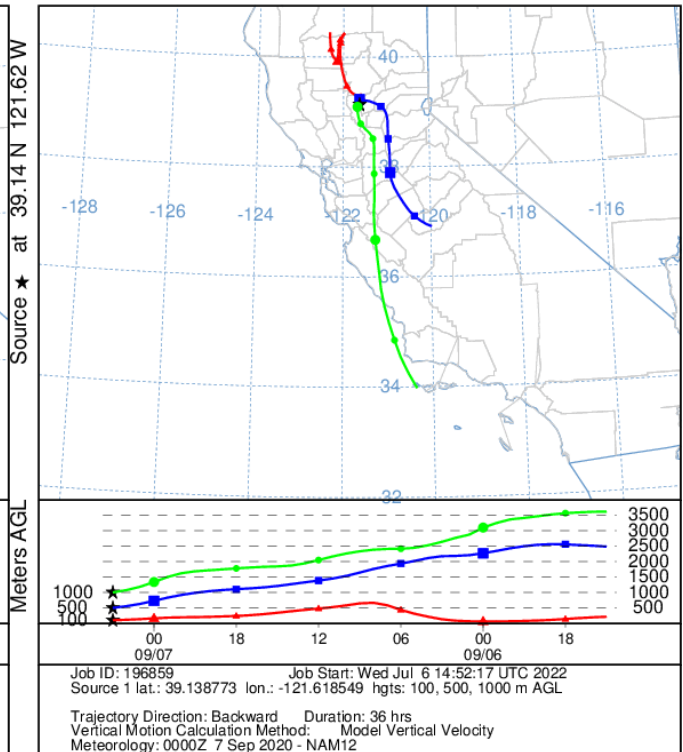 Source ★ at 39.14 N 121.62 W
40
38
-128 -126 -124 -122 -120 -118 -116
36
34
32
Meters AGL
3500
3000
2500
2000
1500
1000 1000
500 500
100
00 18 12 06 00 18
09/07 09/06
Job ID: 196859 Job Start: Wed Jul 6 14:52:17 UTC 2022
Source 1 lat.: 39.138773 lon.: -121.618549 hgts: 100, 500, 1000 m AGL
Trajectory Direction: Backward Duration: 36 hrs
Vertical Motion Calculation Method: Model Vertical Velocity
Meteorology: 0000Z 7 Sep 2020 - NAM12